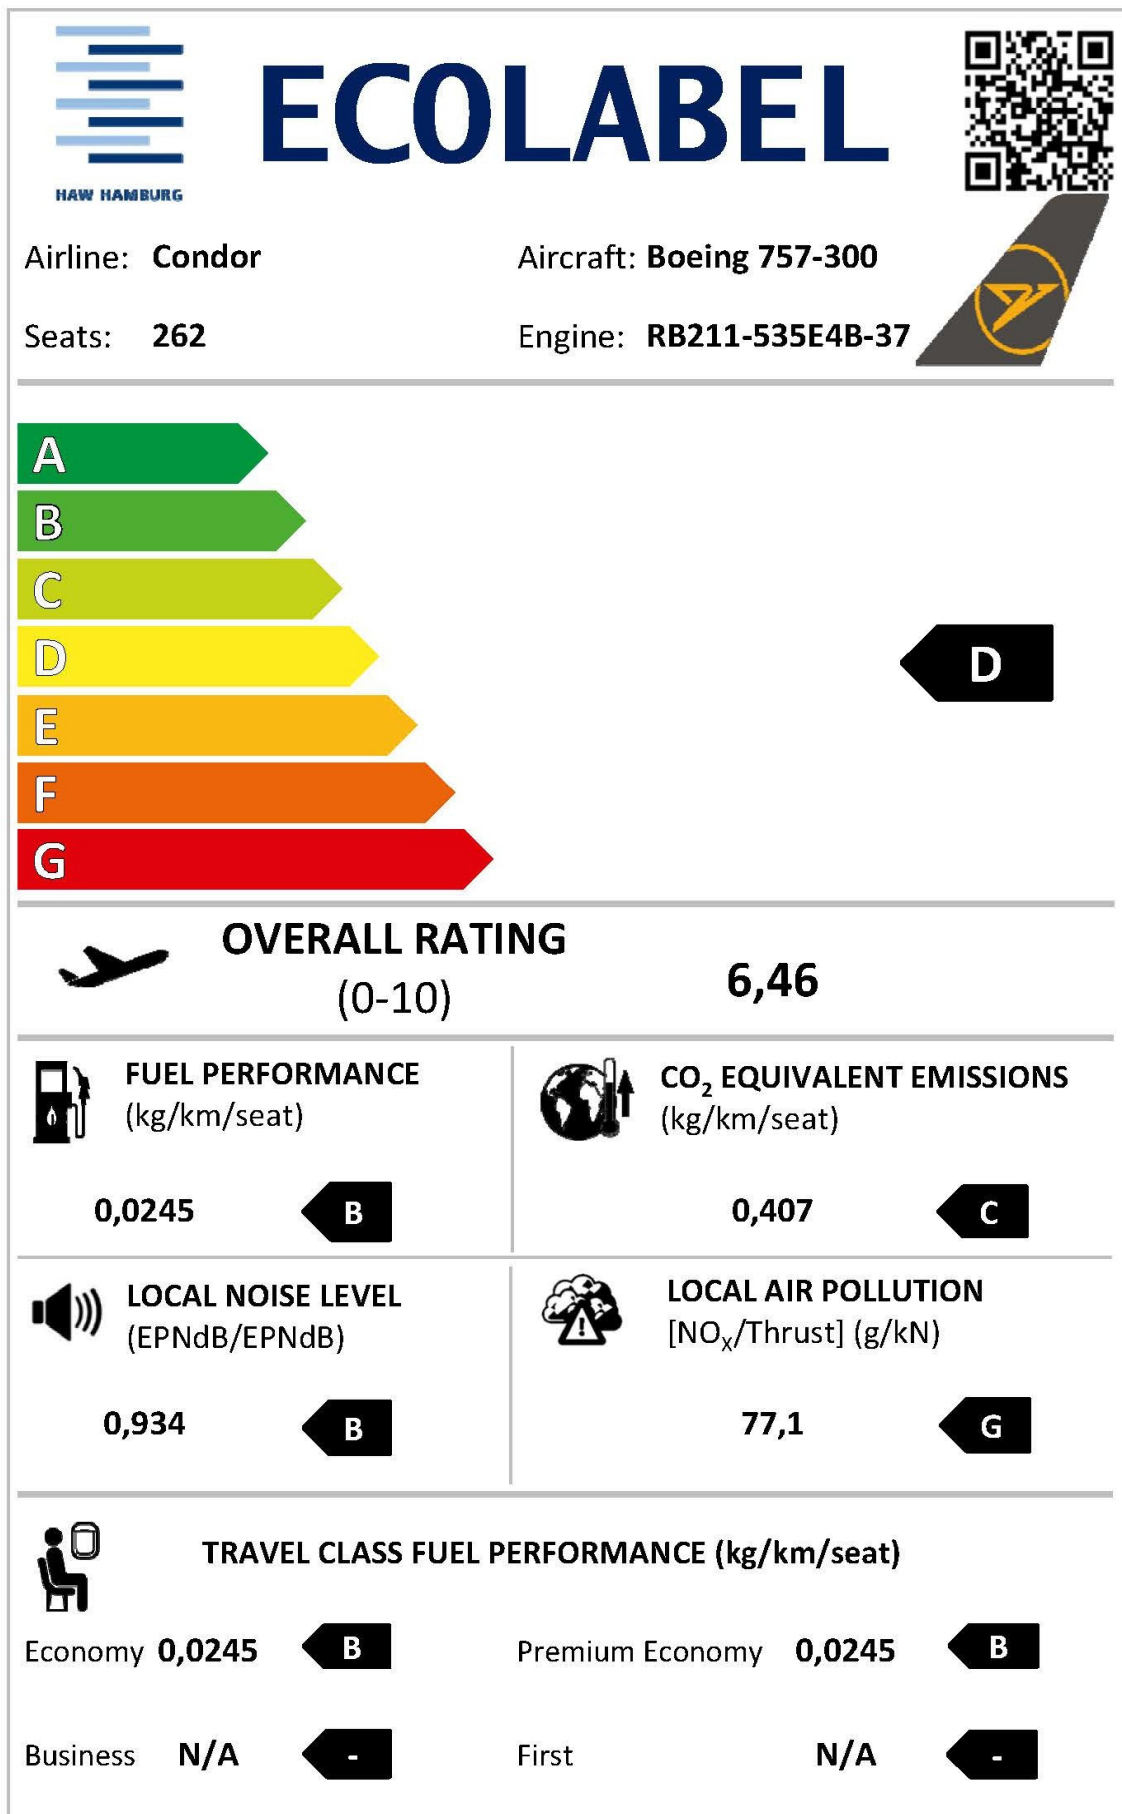 HAW HAMBURG
ECOLABEL
Airline: Condor
Aircraft: Boeing 757-300
Seats: 262
Engine: RB211-535E4B-37
A
B
C
D
D
E
F
G
OVERALL RATING
(0-10)
6,46
FUEL PERFORMANCE
(kg/km/seat)
0,0245 B
CO₂ EQUIVALENT EMISSIONS
(kg/km/seat)
0,407 C
LOCAL NOISE LEVEL
(EPNdB/EPNdB)
0,934 B
LOCAL AIR POLLUTION
[NOₓ/Thrust] (g/kN)
77,1 G
TRAVEL CLASS FUEL PERFORMANCE (kg/km/seat)
Economy 0,0245 B
Premium Economy 0,0245 B
Business N/A -
First N/A -